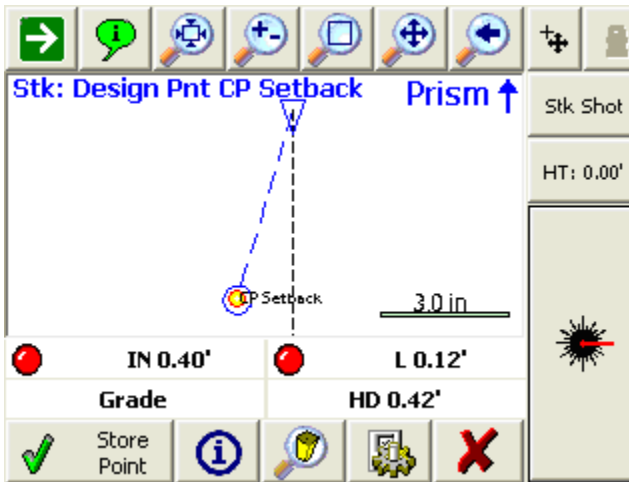 Stk: Design Pnt CP Setback
Prism
Stk Shot
HT: 0.00'
CP Setback
3.0 in
IN 0.40'
L 0.12'
Grade
HD 0.42'
Store
Point